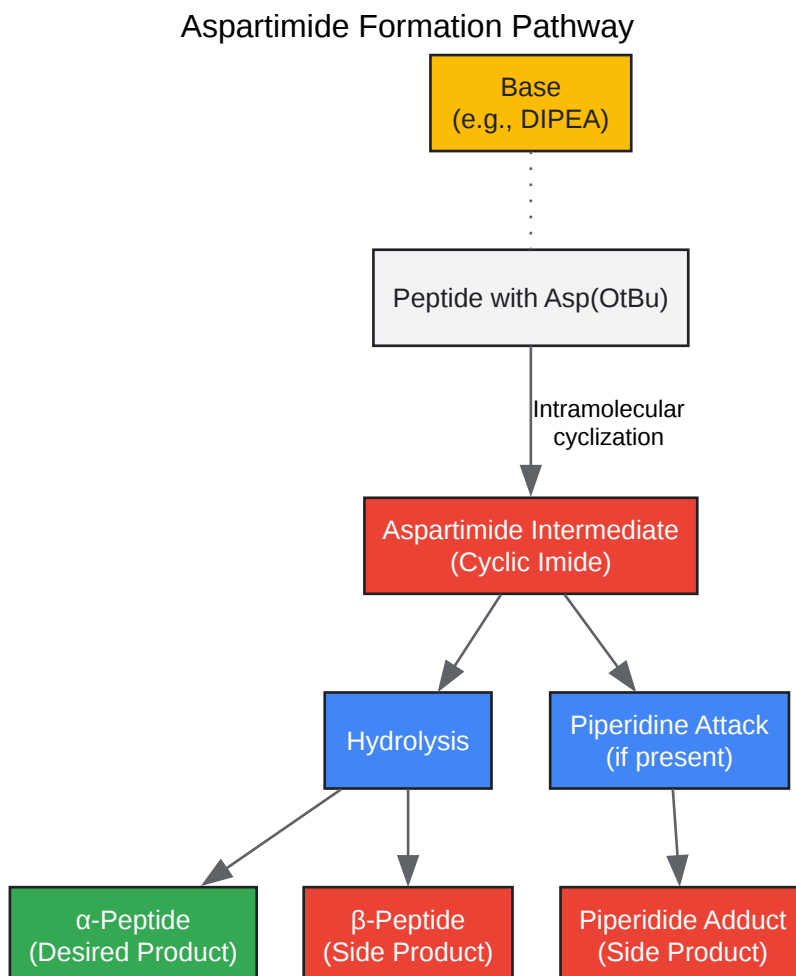 Aspartimide Formation Pathway
Base
(e.g., DIPEA)
Peptide with Asp(OtBu)
Intramolecular
cyclization
Aspartimide Intermediate
(Cyclic Imide)
Hydrolysis
Piperidine Attack
(if present)
α-Peptide
(Desired Product)
β-Peptide
(Side Product)
Piperidide Adduct
(Side Product)